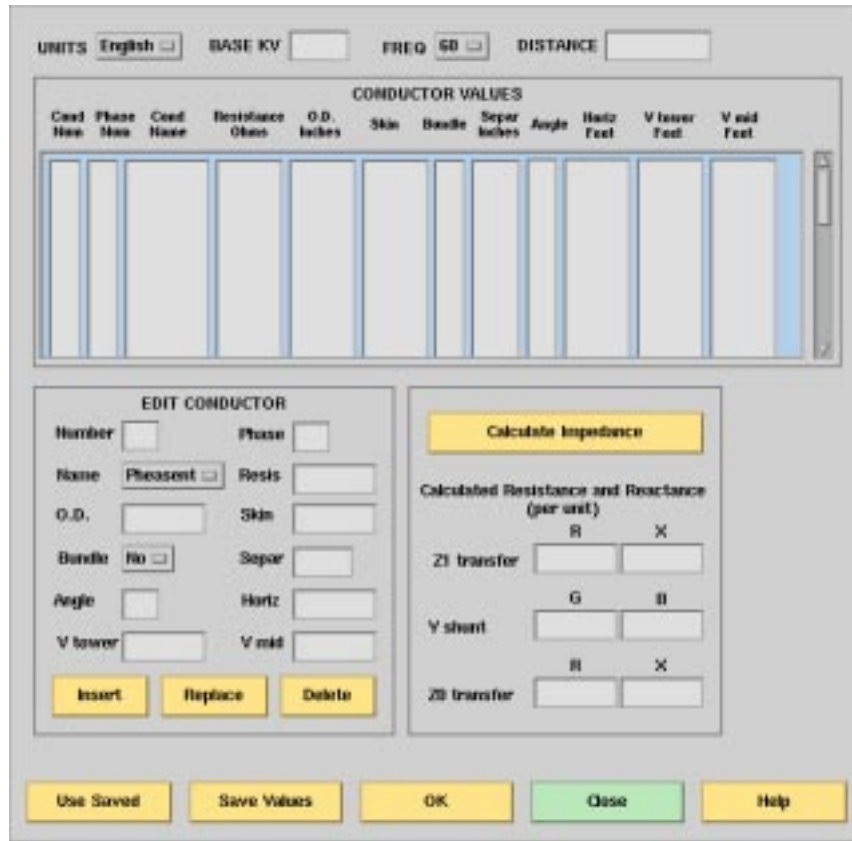 UNITS English BASE KV FREQ 60 DISTANCE
CONDUCTOR VALUES
Cond Phase Cond Resistance O.D. Skin Bundle Separ Angle Horiz V tower V mid
Num Num Name Ohms Inches Inches Feet Feet Feet
EDIT CONDUCTOR
Number Phase
Name Pheasent Resis
O.D. Skin
Bundle No Separ
Angle Horiz
V tower V mid
Insert Replace Delete
Calculate Impedance
Calculated Resistance and Reactance
(per unit)
R X
Z1 transfer
G B
Y shunt
R X
Z0 transfer
Use Saved Save Values OK Close Help